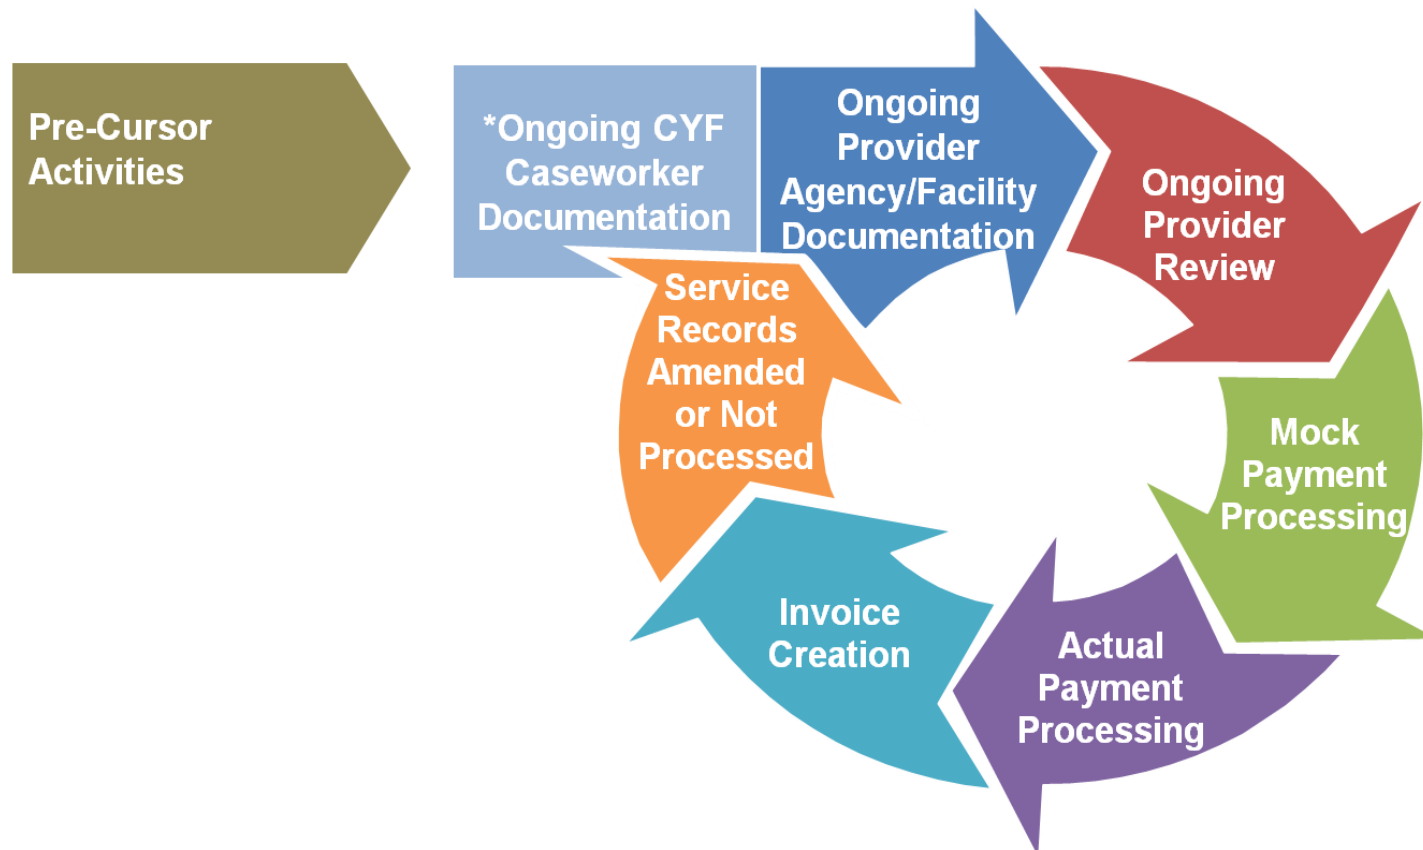 Pre-Cursor
Activities
*Ongoing CYF
Caseworker
Documentation
Ongoing
Provider
Agency/Facility
Documentation
Ongoing
Provider
Review
Mock
Payment
Processing
Actual
Payment
Processing
Invoice
Creation
Service
Records
Amended
or Not
Processed